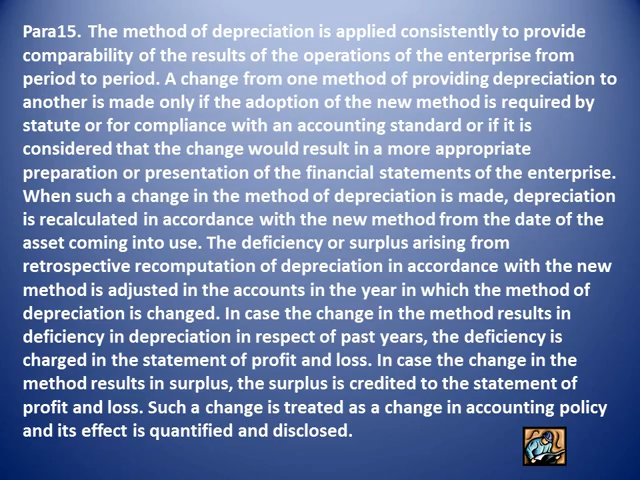 Para15. The method of depreciation is applied consistently to provide
comparability of the results of the operations of the enterprise from
period to period. A change from one method of providing depreciation to
another is made only if the adoption of the new method is required by
statute or for compliance with an accounting standard or if it is
considered that the change would result in a more appropriate
preparation or presentation of the financial statements of the enterprise.
When such a change in the method of depreciation is made, depreciation
is recalculated in accordance with the new method from the date of the
asset coming into use. The deficiency or surplus arising from
retrospective recomputation of depreciation in accordance with the new
method is adjusted in the accounts in the year in which the method of
depreciation is changed. In case the change in the method results in
deficiency in depreciation in respect of past years, the deficiency is
charged in the statement of profit and loss. In case the change in the
method results in surplus, the surplus is credited to the statement of
profit and loss. Such a change is treated as a change in accounting policy
and its effect is quantified and disclosed.